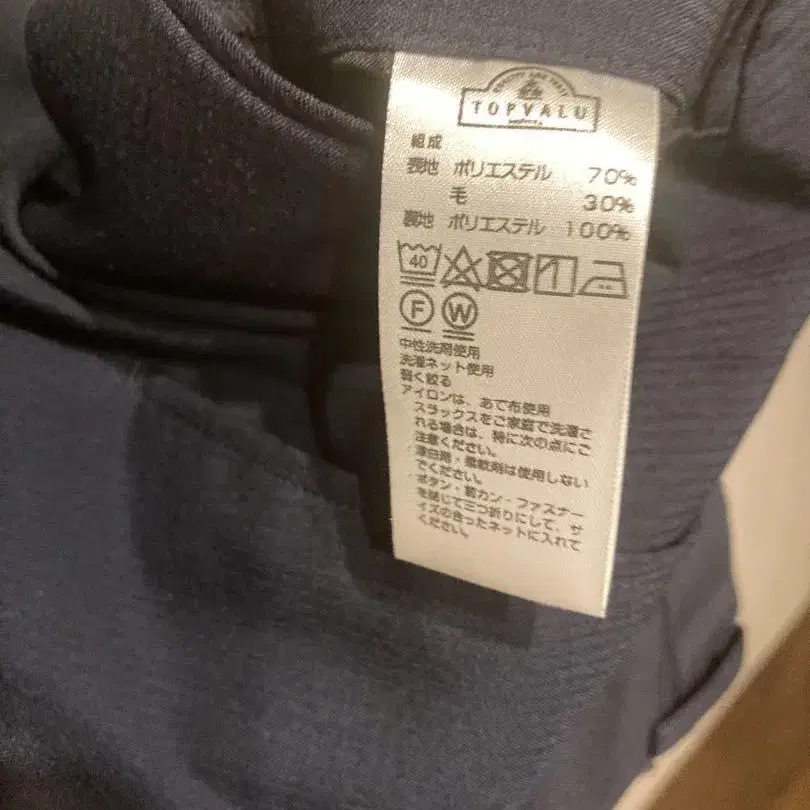 TOPVALU
組成
表地 ポリエステル 70%
毛 30%
裏地 ポリエステル 100%
40
F W
中性洗剤使用
洗濯ネット使用
弱く絞る
アイロンは、あて布使用
スラックスをご家庭で洗濯さ
れる場合は、特に次の点にご
注意ください。
・漂白剤・柔軟剤は使用しない
でください。
・ボタン・前カン・ファスナー
を閉じて三つ折りにして、サ
イズの合ったネットに入れて
ください。